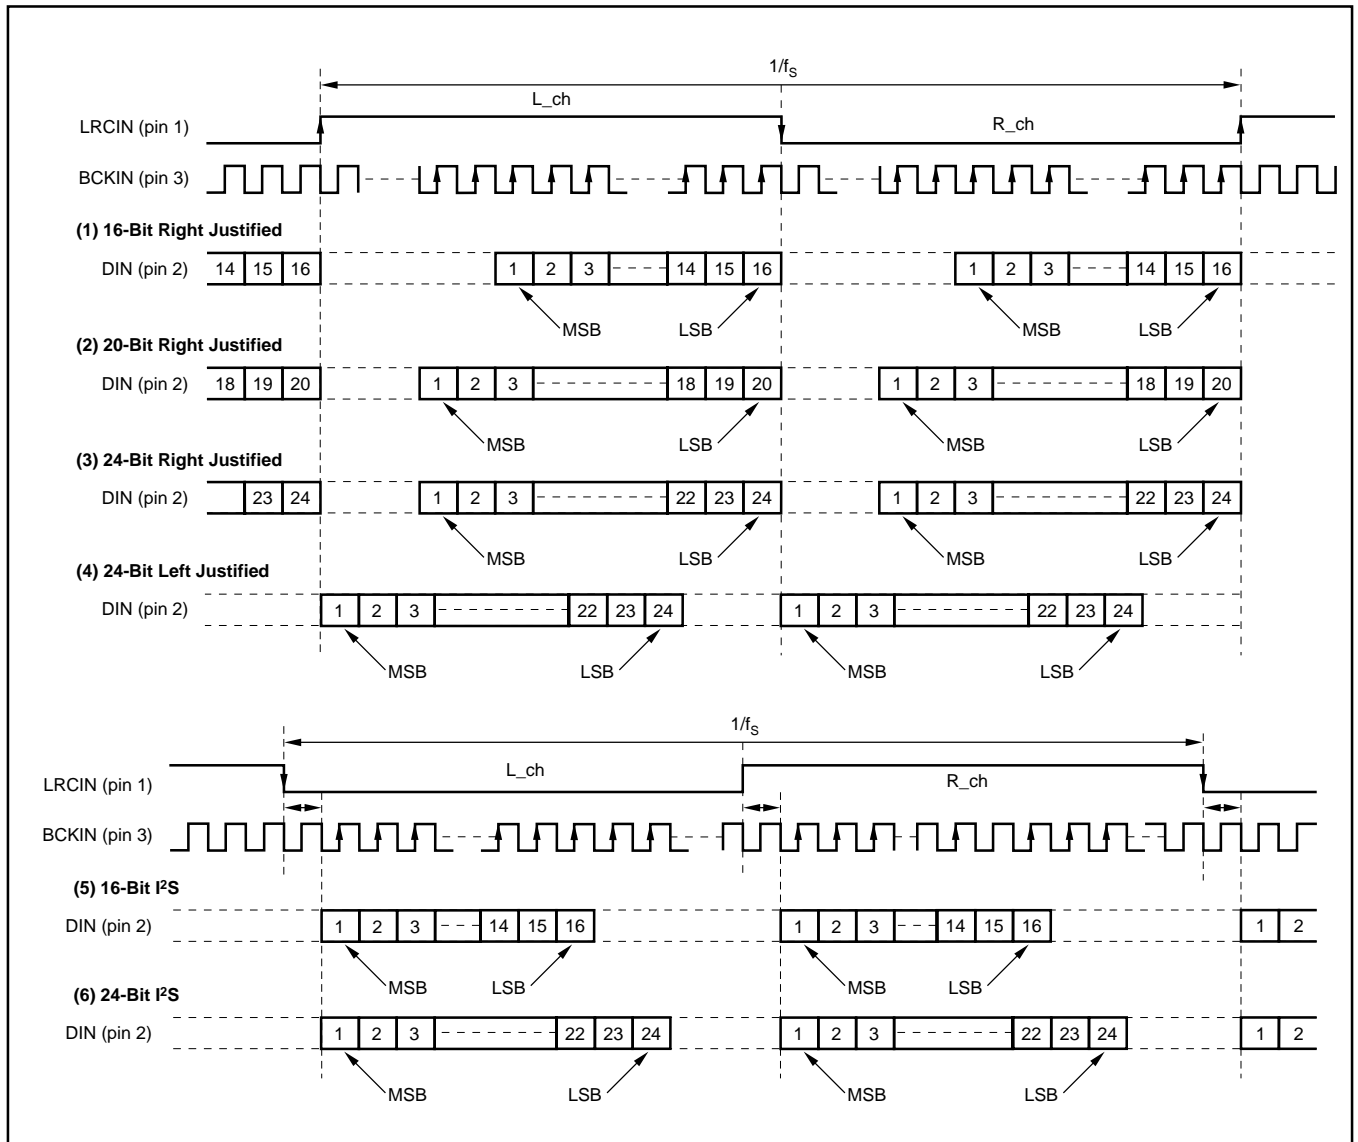 1/fS
L_ch
LRCIN (pin 1)
R_ch
BCKIN (pin 3)
(1) 16-Bit Right Justified
DIN (pin 2) 14 15 16 1 2 3 14 15 16 1 2 3 14 15 16
MSB LSB MSB LSB
(2) 20-Bit Right Justified
DIN (pin 2) 18 19 20 1 2 3 18 19 20 1 2 3 18 19 20
MSB LSB MSB LSB
(3) 24-Bit Right Justified
DIN (pin 2) 23 24 1 2 3 22 23 24 1 2 3 22 23 24
MSB LSB MSB LSB
(4) 24-Bit Left Justified
DIN (pin 2) 1 2 3 22 23 24 1 2 3 22 23 24
MSB LSB MSB LSB
1/fS
L_ch
LRCIN (pin 1)
R_ch
BCKIN (pin 3)
(5) 16-Bit I²S
DIN (pin 2) 1 2 3 14 15 16 1 2 3 14 15 16 1 2
MSB LSB MSB LSB
(6) 24-Bit I²S
DIN (pin 2) 1 2 3 22 23 24 1 2 3 22 23 24 1 2
MSB LSB MSB LSB